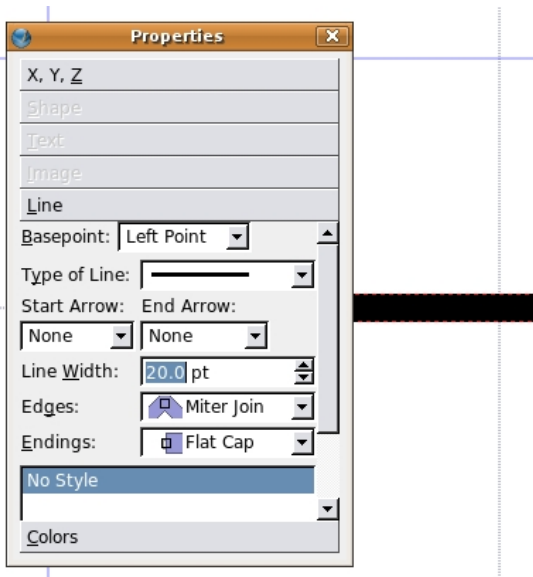 Properties
X, Y, Z
Shape
Text
Image
Line
Basepoint: Left Point
Type of Line:
Start Arrow: End Arrow:
None None
Line Width: 20.0 pt
Edges: Miter Join
Endings: Flat Cap
No Style
Colors